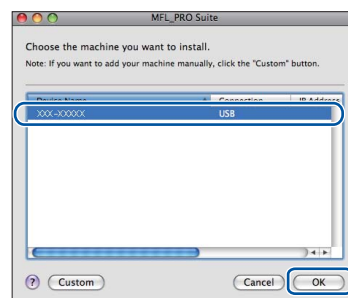 MFL_PRO Suite
Choose the machine you want to install.
Note: If you want to add your machine manually, click the "Custom" button.
Device Name Connection IP Address
XXX-XXXXX USB
? Custom Cancel OK